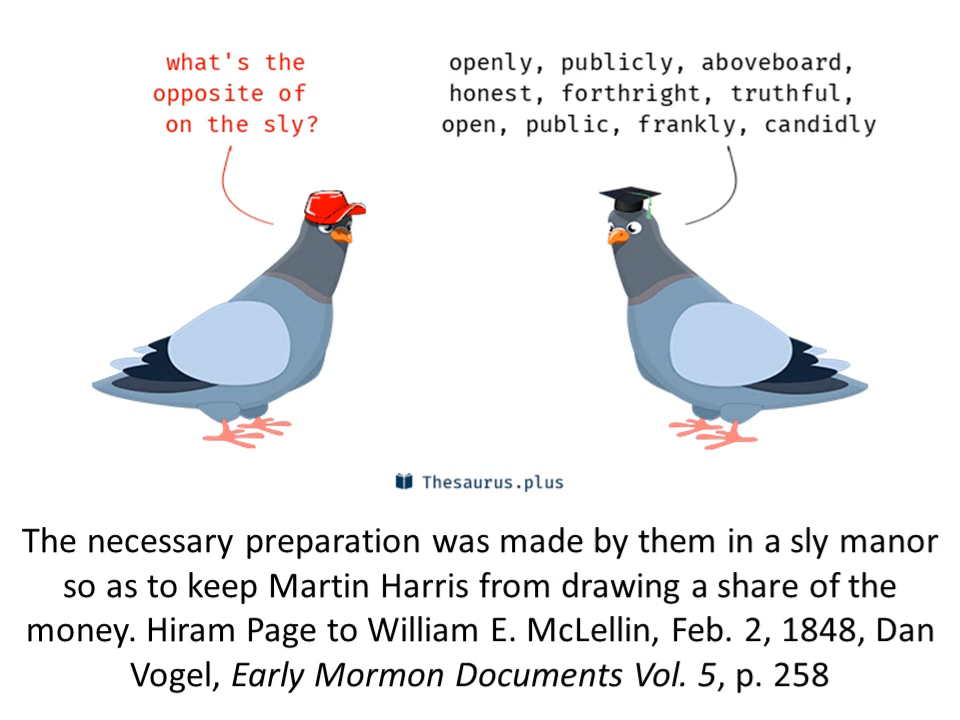 what's the
opposite of
on the sly?
openly, publicly, aboveboard,
honest, forthright, truthful,
open, public, frankly, candidly
Thesaurus.plus
The necessary preparation was made by them in a sly manor
so as to keep Martin Harris from drawing a share of the
money. Hiram Page to William E. McLellin, Feb. 2, 1848, Dan
Vogel, Early Mormon Documents Vol. 5, p. 258